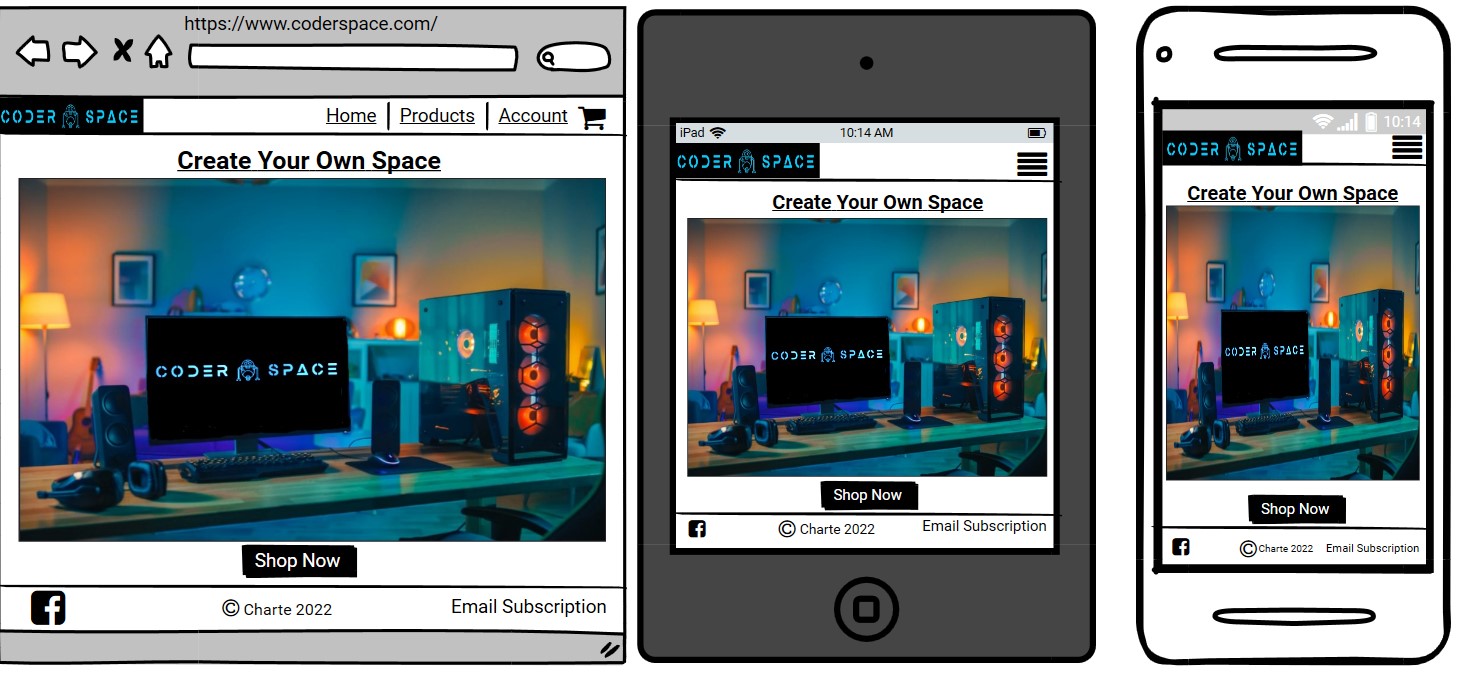 https://www.coderspace.com/
CODER SPACE
Home Products Account
Create Your Own Space
CODER SPACE
Shop Now
© Charte 2022 Email Subscription
iPad 10:14 AM
CODER SPACE
Create Your Own Space
CODER SPACE
Shop Now
© Charte 2022 Email Subscription
10:14
CODER SPACE
Create Your Own Space
CODER SPACE
Shop Now
© Charte 2022 Email Subscription